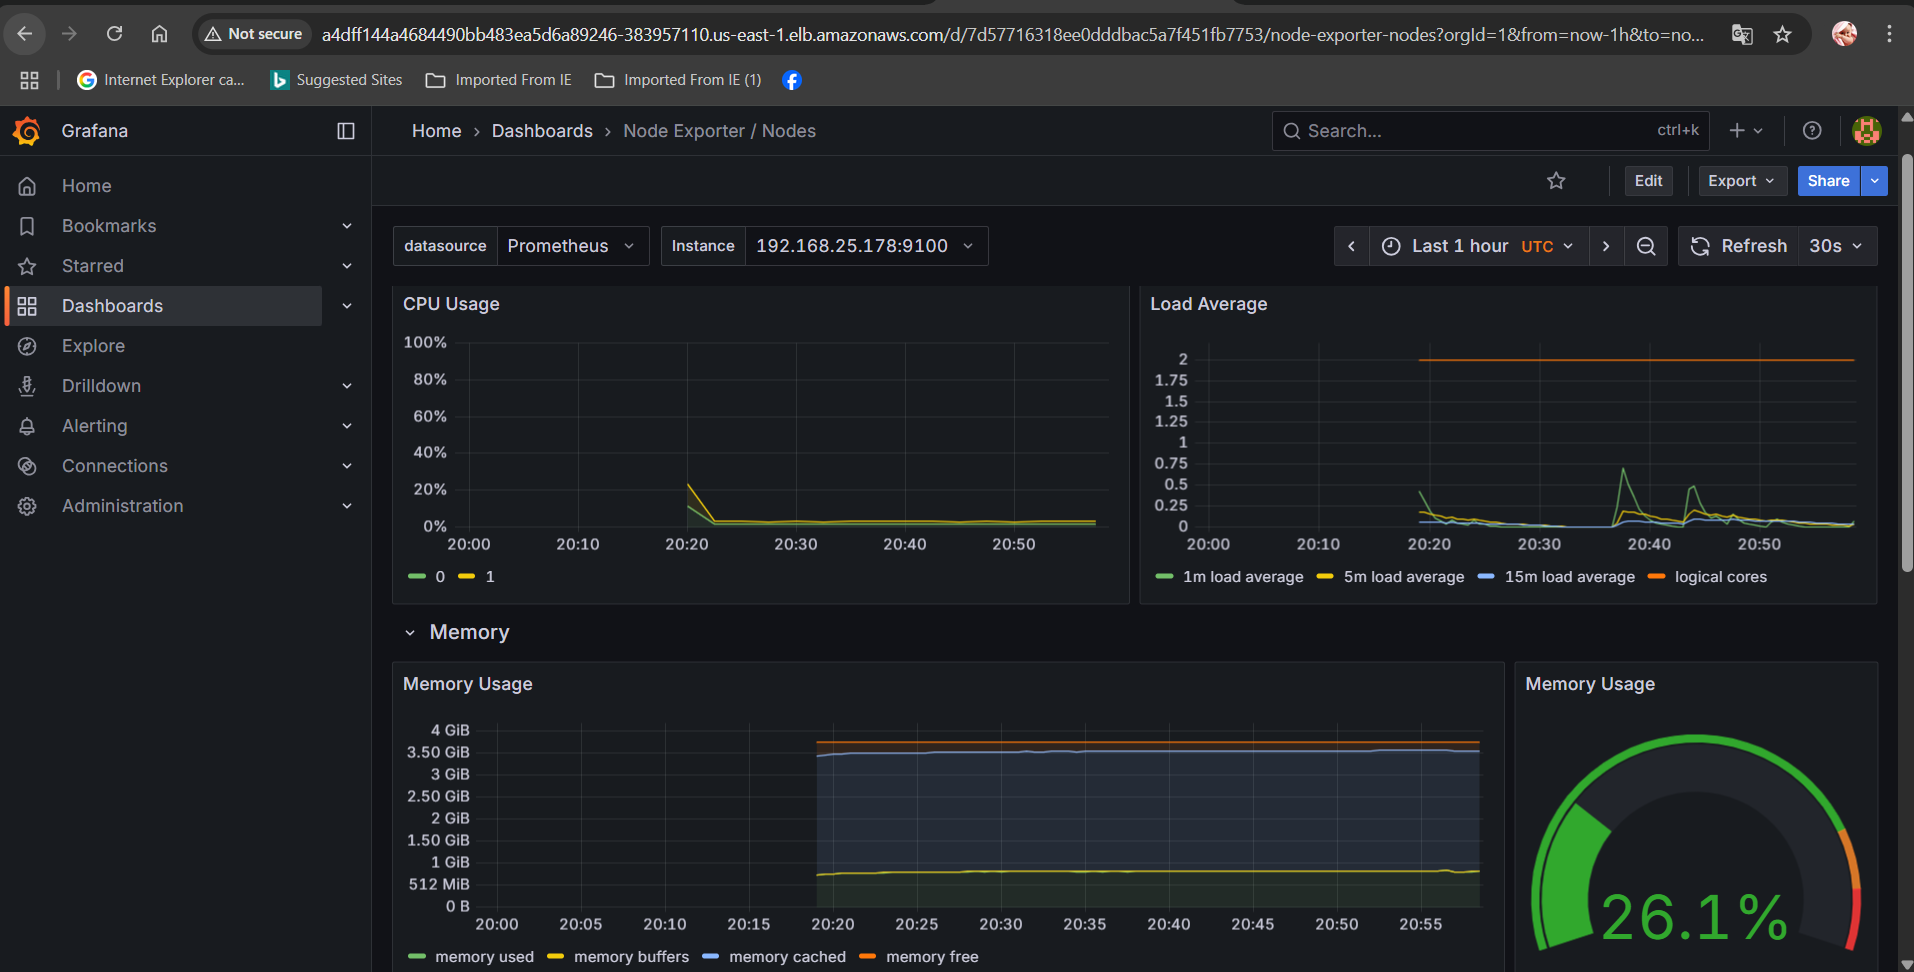 Not secure a4dff144a4684490bb483ea5d6a89246-383957110.us-east-1.elb.amazonaws.com/d/7d57716318ee0dddbac5a7f451fb7753/node-exporter-nodes?orgId=1&from=now-1h&to=no...
Internet Explorer ca... Suggested Sites Imported From IE Imported From IE (1)
Grafana
Home › Dashboards › Node Exporter / Nodes
Search... ctrl+k
Home
Bookmarks
Starred
Dashboards
Explore
Drilldown
Alerting
Connections
Administration
Edit Export Share
datasource Prometheus Instance 192.168.25.178:9100
Last 1 hour UTC Refresh 30s
CPU Usage
100%
80%
60%
40%
20%
0%
20:00 20:10 20:20 20:30 20:40 20:50
0 1
Load Average
2
1.75
1.5
1.25
1
0.75
0.5
0.25
0
20:00 20:10 20:20 20:30 20:40 20:50
1m load average 5m load average 15m load average logical cores
Memory
Memory Usage
4 GiB
3.50 GiB
3 GiB
2.50 GiB
2 GiB
1.50 GiB
1 GiB
512 MiB
0 B
20:00 20:05 20:10 20:15 20:20 20:25 20:30 20:35 20:40 20:45 20:50 20:55
memory used memory buffers memory cached memory free
Memory Usage
26.1%